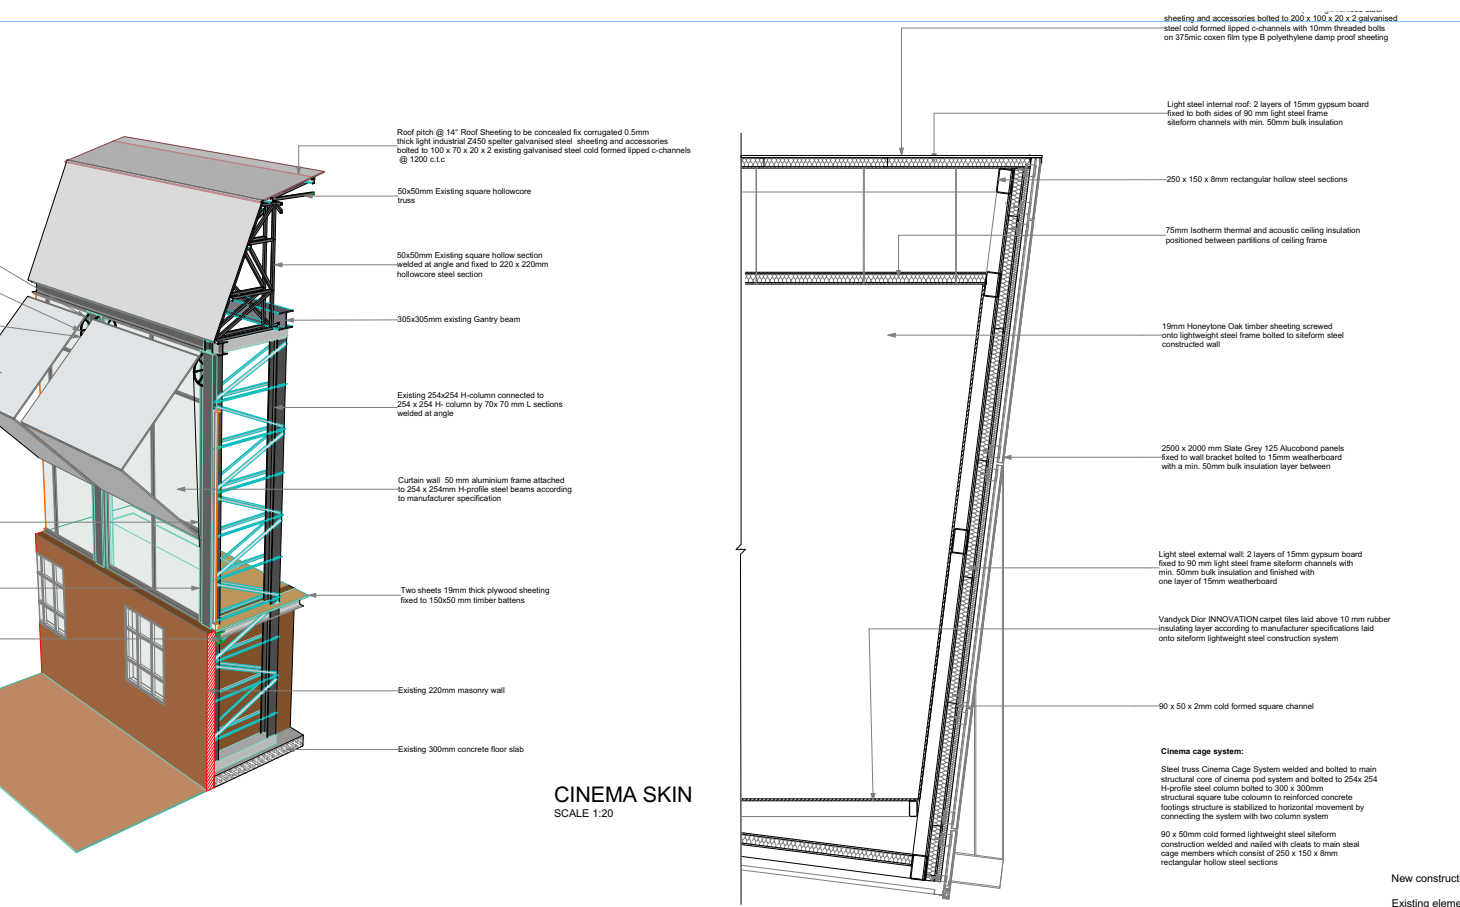 Roof pitch @ 14° Roof Sheeting to be concealed fix corrugated 0.5mm
thick light industrial Z450 spelter galvanised steel  sheeting and accessories
bolted to 100 x 70 x 20 x 2 existing galvanised steel cold formed lipped c-channels
@ 1200 c.t.c
50x50mm Existing square hollowcore
truss
50x50mm Existing square hollow section
welded at angle and fixed to 220 x 220mm
hollowcore steel section
305x305mm existing Gantry beam
Existing 254x254 H-column connected to
254 x 254 H- column by 70x 70 mm L sections
welded at angle
Curtain wall  50 mm aluminium frame attached
to 254 x 254mm H-profile steel beams according
to manufacturer specification
Two sheets 19mm thick plywood sheeting
fixed to 150x50 mm timber battens
Existing 220mm masonry wall
Existing 300mm concrete floor slab
CINEMA SKIN
SCALE 1:20
sheeting and accessories bolted to 200 x 100 x 20 x 2 galvanised
steel cold formed lipped c-channels with 10mm threaded bolts
on 375mic coxen film type B polyethylene damp proof sheeting
Light steel internal roof: 2 layers of 15mm gypsum board
fixed to both sides of 90 mm light steel frame
siteform channels with min. 50mm bulk insulation
250 x 150 x 8mm rectangular hollow steel sections
75mm Isotherm thermal and acoustic ceiling insulation
positioned between partitions of ceiling frame
19mm Honeytone Oak timber sheeting screwed
onto lightweight steel frame bolted to siteform steel
constructed wall
2500 x 2000 mm Slate Grey 125 Alucobond panels
fixed to wall bracket bolted to 15mm weatherboard
with a min. 50mm bulk insulation layer between
Light steel external wall: 2 layers of 15mm gypsum board
fixed to 90 mm light steel frame siteform channels with
min. 50mm bulk insulation and finished with
one layer of 15mm weatherboard
Vandyck Dior INNOVATION carpet tiles laid above 10 mm rubber
insulating layer according to manufacturer specifications laid
onto siteform lightweight steel construction system
90 x 50 x 2mm cold formed square channel
Cinema cage system:
Steel truss Cinema Cage System welded and bolted to main
structural core of cinema pod system and bolted to 254x 254
H-profile steel column bolted to 300 x 300mm
structural square tube coloumn to reinforced concrete
footings structure is stabilized to horizontal movement by
connecting the system with two column system
90 x 50mm cold formed lightweight steel siteform
construction welded and nailed with cleats to main steal
cage members which consist of 250 x 150 x 8mm
rectangular hollow steel sections
New constructi
Existing eleme